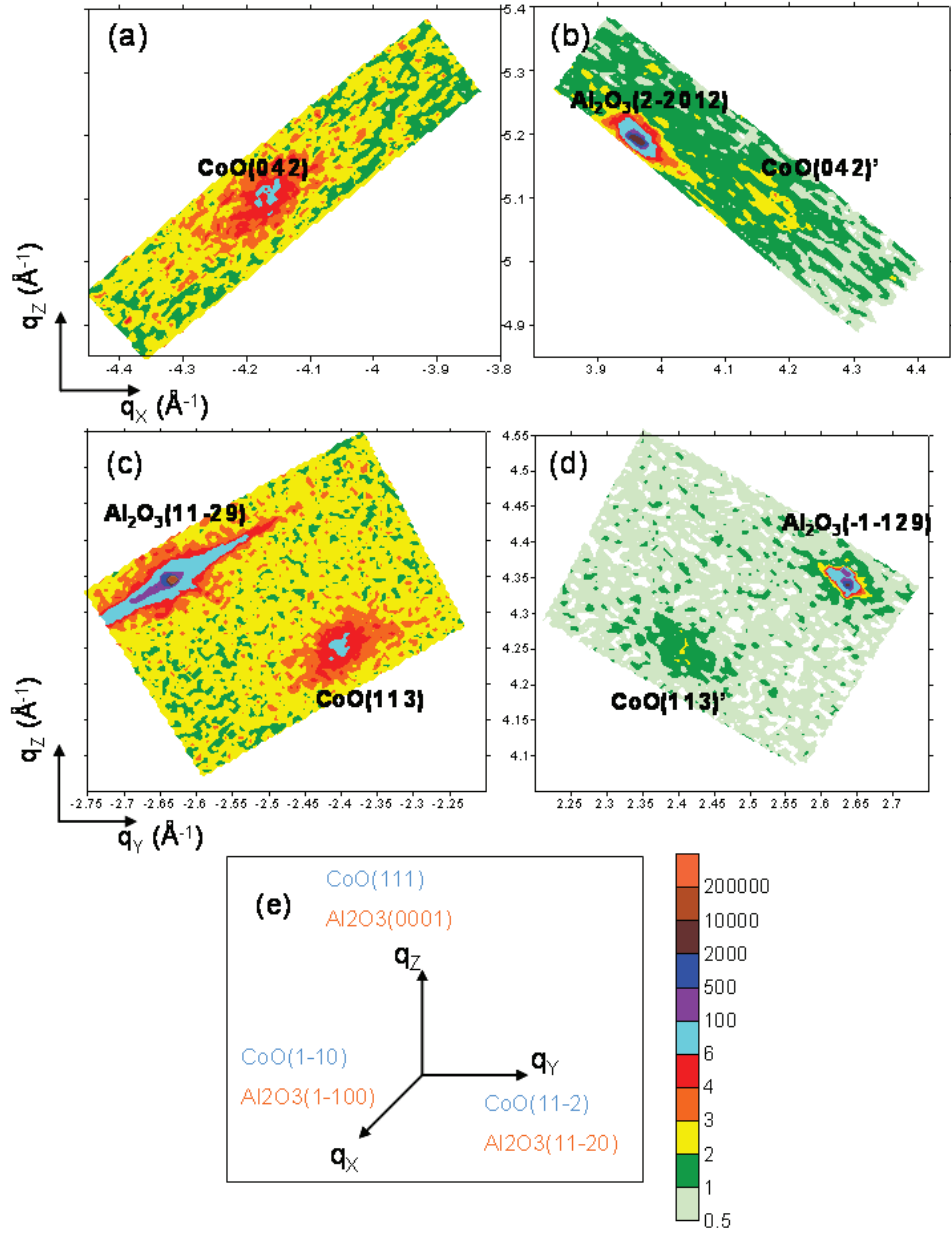 (a)
CoO(042)
qZ (Å-1)
qX (Å-1)
-4.4 -4.3 -4.2 -4.1 -4 -3.9 -3.8
(b)
Al2O3(2-2012)
CoO(042)'
5.4
5.3
5.2
5.1
5
4.9
3.9 4 4.1 4.2 4.3 4.4
(c)
Al2O3(11-29)
CoO(113)
qZ (Å-1)
qY (Å-1)
-2.75 -2.7 -2.65 -2.6 -2.55 -2.5 -2.45 -2.4 -2.35 -2.3 -2.25
(d)
Al2O3(-1-129)
CoO(113)'
4.55
4.5
4.45
4.4
4.35
4.3
4.25
4.2
4.15
4.1
2.25 2.3 2.35 2.4 2.45 2.5 2.55 2.6 2.65 2.7
(e)
CoO(111)
Al2O3(0001)
qZ
CoO(1-10)
Al2O3(1-100)
qX
qY
CoO(11-2)
Al2O3(11-20)
200000
10000
2000
500
100
6
4
3
2
1
0.5